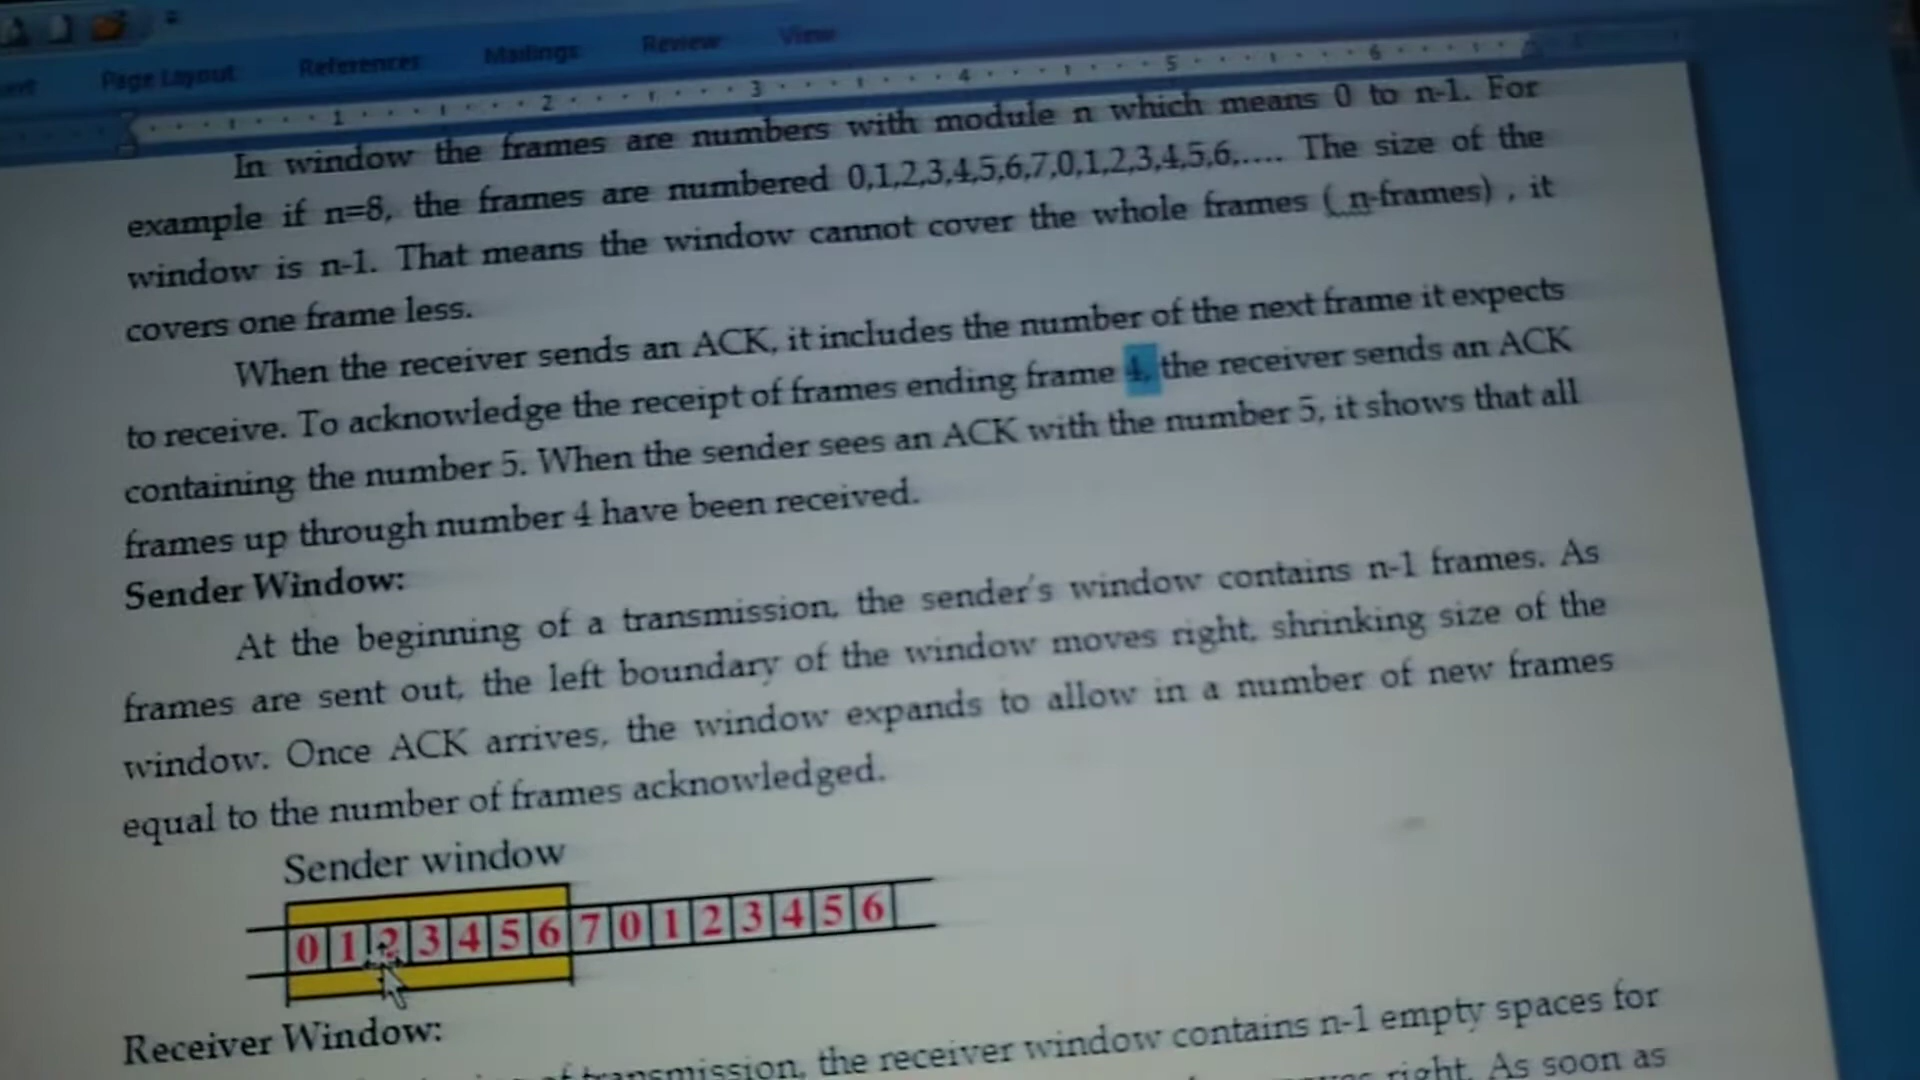 Page Layout References Mailings Review View
1 2 3 4 5 6
In window the frames are numbers with module n which means 0 to n-1. For
example if n=8, the frames are numbered 0,1,2,3,4,5,6,7,0,1,2,3,4,5,6,.... The size of the
window is n-1. That means the window cannot cover the whole frames ( n-frames) , it
covers one frame less.
When the receiver sends an ACK, it includes the number of the next frame it expects
to receive. To acknowledge the receipt of frames ending frame 4, the receiver sends an ACK
containing the number 5. When the sender sees an ACK with the number 5, it shows that all
frames up through number 4 have been received.
Sender Window:
At the beginning of a transmission, the sender's window contains n-1 frames. As
frames are sent out, the left boundary of the window moves right, shrinking size of the
window. Once ACK arrives, the window expands to allow in a number of new frames
equal to the number of frames acknowledged.
Sender window
0 1 2 3 4 5 6 7 0 1 2 3 4 5 6
Receiver Window:
of transmission, the receiver window contains n-1 empty spaces for
right. As soon as